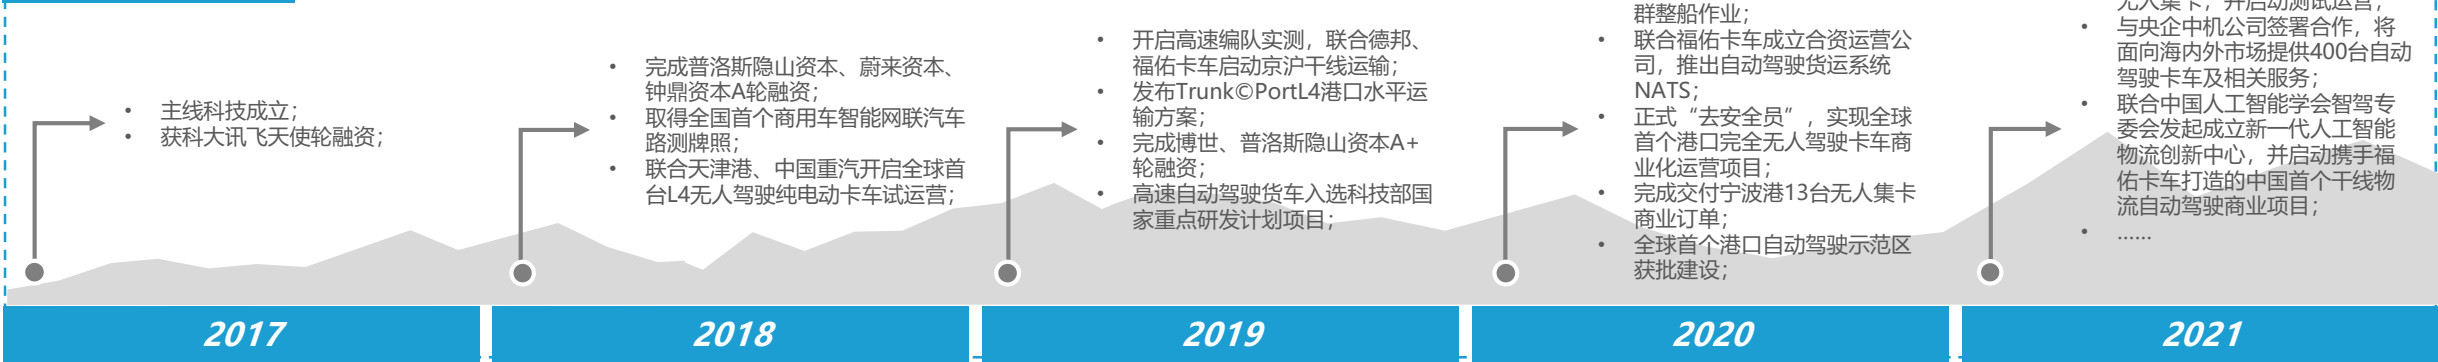 • 主线科技成立；
• 获科大讯飞天使轮融资；
• 完成普洛斯隐山资本、蔚来资本、
钟鼎资本A轮融资；
• 取得全国首个商用车智能网联汽车
路测牌照；
• 联合天津港、中国重汽开启全球首
台L4无人驾驶纯电动卡车试运营；
• 开启高速编队实测，联合德邦、
福佑卡车启动京沪干线运输；
• 发布Trunk©PortL4港口水平运
输方案；
• 完成博世、普洛斯隐山资本A+
轮融资；
• 高速自动驾驶货车入选科技部国
家重点研发计划项目；
群整船作业；
• 联合福佑卡车成立合资运营公
司，推出自动驾驶货运系统
NATS；
• 正式“去安全员”，实现全球
首个港口完全无人驾驶卡车商
业化运营项目；
• 完成交付宁波港13台无人集卡
商业订单；
• 全球首个港口自动驾驶示范区
获批建设；
无人集卡，并启动测试运营；
• 与央企中机公司签署合作，将
面向海内外市场提供400台自动
驾驶卡车及相关服务；
• 联合中国人工智能学会智驾专
委会发起成立新一代人工智能
物流创新中心，并启动携手福
佑卡车打造的中国首个干线物
流自动驾驶商业项目；
• ……
2017
2018
2019
2020
2021